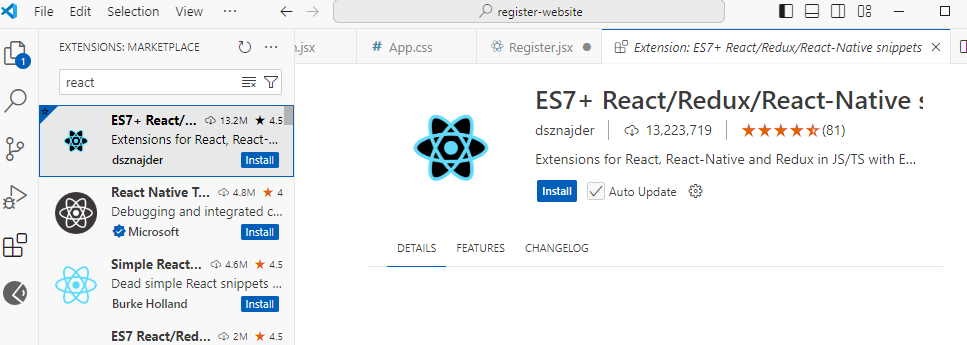 File Edit Selection View ··· register-website
EXTENSIONS: MARKETPLACE ···
n.jsx App.css Register.jsx Extension: ES7+ React/Redux/React-Native snippets
1
react
ES7+ React/... 13.2M 4.5
Extensions for React, React-...
dsznajder Install
React Native T... 4.8M 4
Debugging and integrated c...
Microsoft Install
Simple React... 4.6M 4.5
Dead simple React snippets ...
Burke Holland Install
ES7 React/Red... 2M 4.5
ES7+ React/Redux/React-Native s
dsznajder | 13,223,719 | (81)
Extensions for React, React-Native and Redux in JS/TS with E...
Install Auto Update
DETAILS FEATURES CHANGELOG